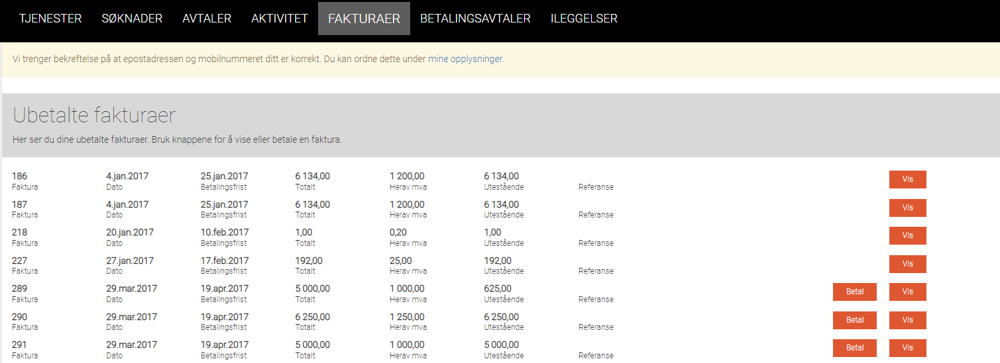 TJENESTER SØKNADER AVTALER AKTIVITET FAKTURAER BETALINGSAVTALER ILEGGELSER
Vi trenger bekreftelse på at epostadressen og mobilnummeret ditt er korrekt. Du kan ordne dette under mine opplysninger.
Ubetalte fakturaer
Her ser du dine ubetalte fakturaer. Bruk knappene for å vise eller betale en faktura.
186 4.jan.2017 25.jan.2017 6 134,00 1 200,00 6 134,00 Vis
Faktura Dato Betalingsfrist Totalt Herav mva Utestående Referanse
187 4.jan.2017 25.jan.2017 6 134,00 1 200,00 6 134,00 Vis
Faktura Dato Betalingsfrist Totalt Herav mva Utestående Referanse
218 20.jan.2017 10.feb.2017 1,00 0,20 1,00 Vis
Faktura Dato Betalingsfrist Totalt Herav mva Utestående Referanse
227 27.jan.2017 17.feb.2017 192,00 25,00 192,00 Vis
Faktura Dato Betalingsfrist Totalt Herav mva Utestående Referanse
289 29.mar.2017 19.apr.2017 5 000,00 1 000,00 625,00 Betal Vis
Faktura Dato Betalingsfrist Totalt Herav mva Utestående Referanse
290 29.mar.2017 19.apr.2017 6 250,00 1 250,00 6 250,00 Betal Vis
Faktura Dato Betalingsfrist Totalt Herav mva Utestående Referanse
291 29.mar.2017 19.apr.2017 5 000,00 1 000,00 5 000,00 Betal Vis
Faktura Dato Betalingsfrist Totalt Herav mva Utestående Referanse